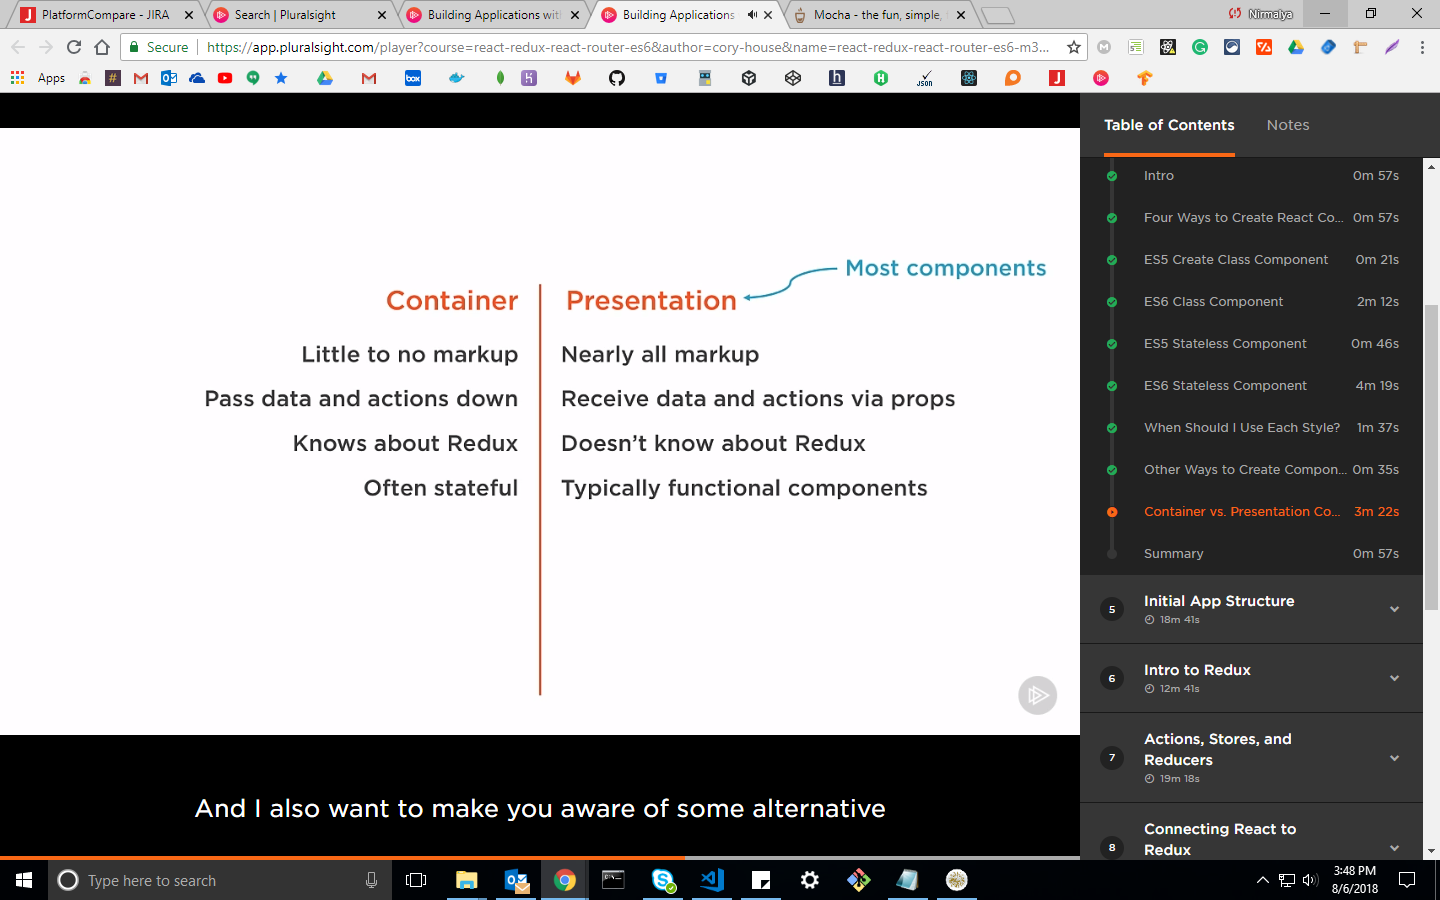 PlatformCompare - JIRA
Search | Pluralsight
Building Applications wit
Building Applications
Mocha - the fun, simple,
Nirmalya
Secure
https://app.pluralsight.com/player?course=react-redux-react-router-es6&author=cory-house&name=react-redux-react-router-es6-m3...
Apps
box
h
JSON
Table of Contents
Notes
Intro 0m 57s
Four Ways to Create React Co... 0m 57s
ES5 Create Class Component 0m 21s
ES6 Class Component 2m 12s
ES5 Stateless Component 0m 46s
ES6 Stateless Component 4m 19s
When Should I Use Each Style? 1m 37s
Other Ways to Create Compon... 0m 35s
Container vs. Presentation Co... 3m 22s
Summary 0m 57s
5 Initial App Structure
18m 41s
6 Intro to Redux
12m 41s
7 Actions, Stores, and
Reducers
19m 18s
8 Connecting React to
Redux
Most components
Container
Presentation
Little to no markup
Nearly all markup
Pass data and actions down
Receive data and actions via props
Knows about Redux
Doesn't know about Redux
Often stateful
Typically functional components
And I also want to make you aware of some alternative
Type here to search
3:48 PM
8/6/2018